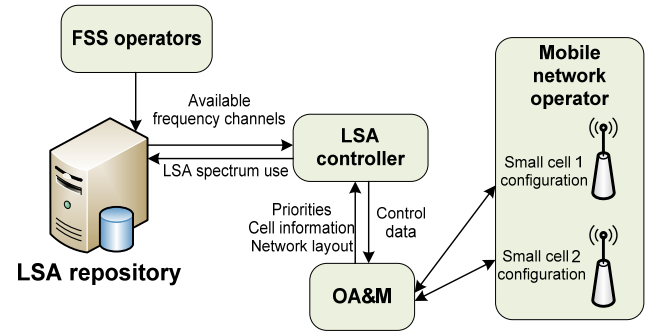 FSS operators
Available
frequency channels
LSA spectrum use
LSA repository
LSA
controller
Priorities
Cell information
Network layout
Control
data
OA&M
Mobile
network
operator
Small cell 1
configuration
Small cell 2
configuration